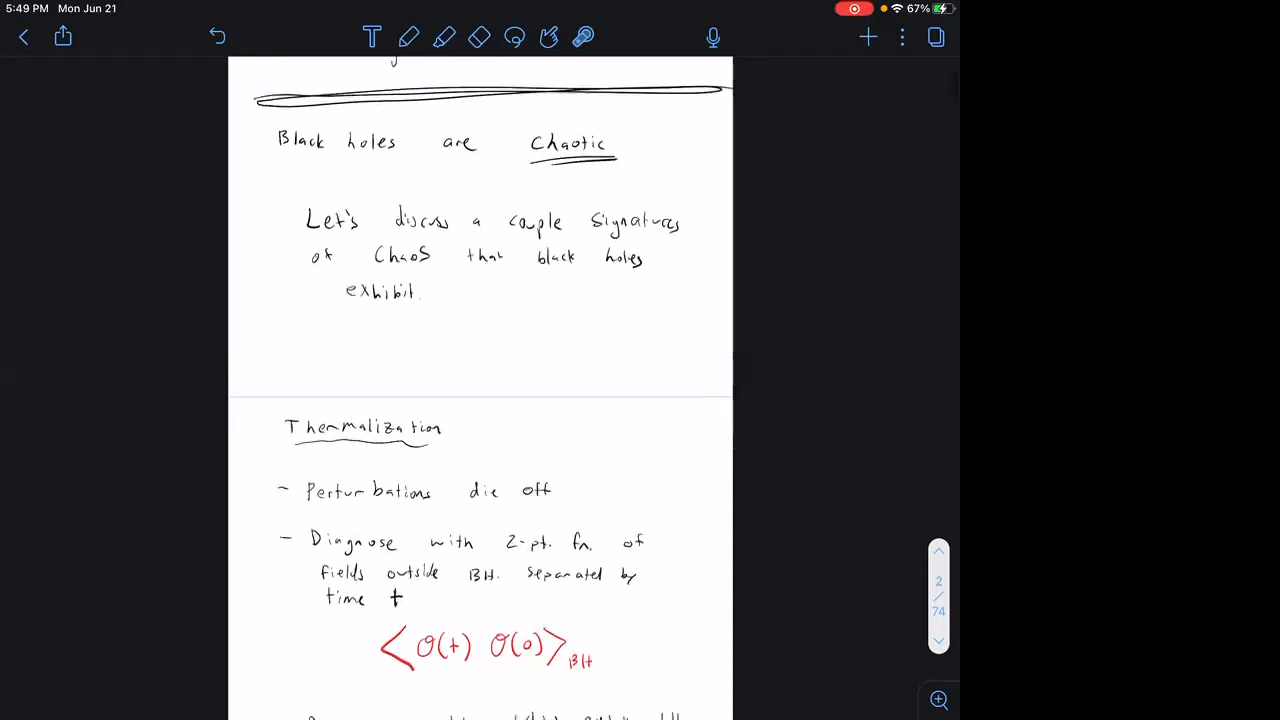 5:49 PM Mon Jun 21
67%
Black holes are Chaotic
Let's discuss a couple signatures
of Chaos that black holes
exhibit.
Thermalization
- Perturbations die off
- Diagnose with 2-pt. fn. of
fields outside BH. Separated by
time t
< O(t) O(0) >BH
2
/
74